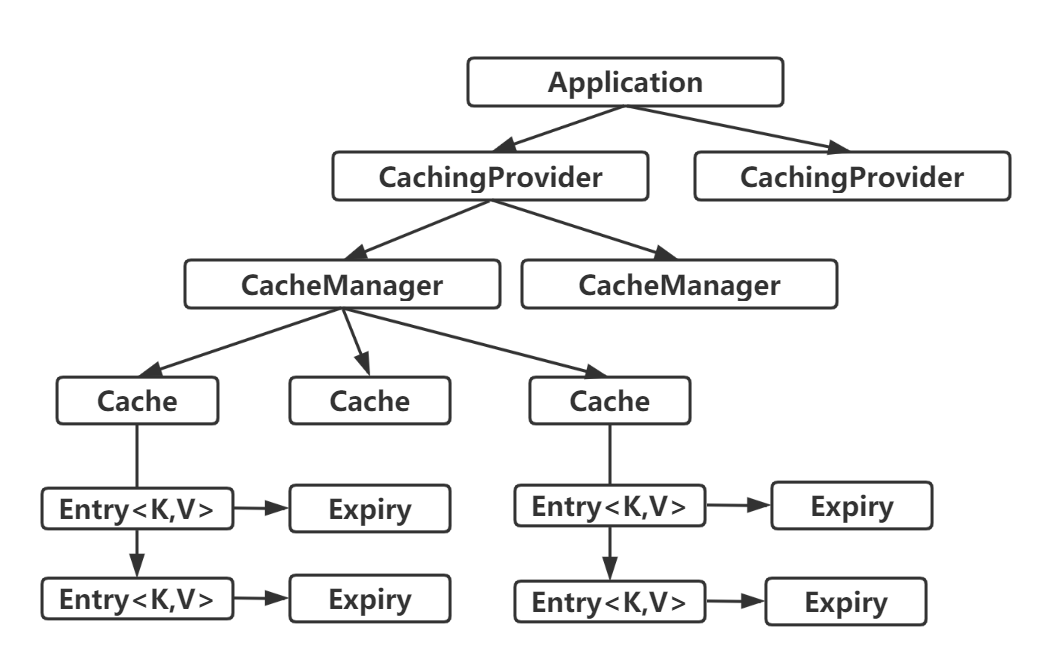 Application
CachingProvider
CachingProvider
CacheManager
CacheManager
Cache
Cache
Cache
Entry<K,V>
Expiry
Entry<K,V>
Expiry
Entry<K,V>
Expiry
Entry<K,V>
Expiry